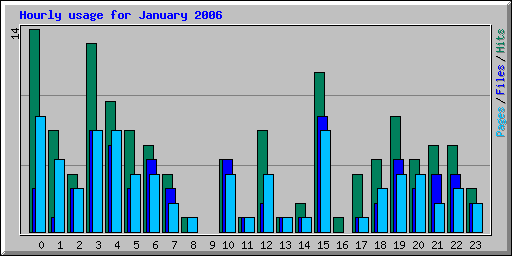 Hourly usage for January 2006
14
Pages/Files/Hits
0 1 2 3 4 5 6 7 8 9 10 11 12 13 14 15 16 17 18 19 20 21 22 23